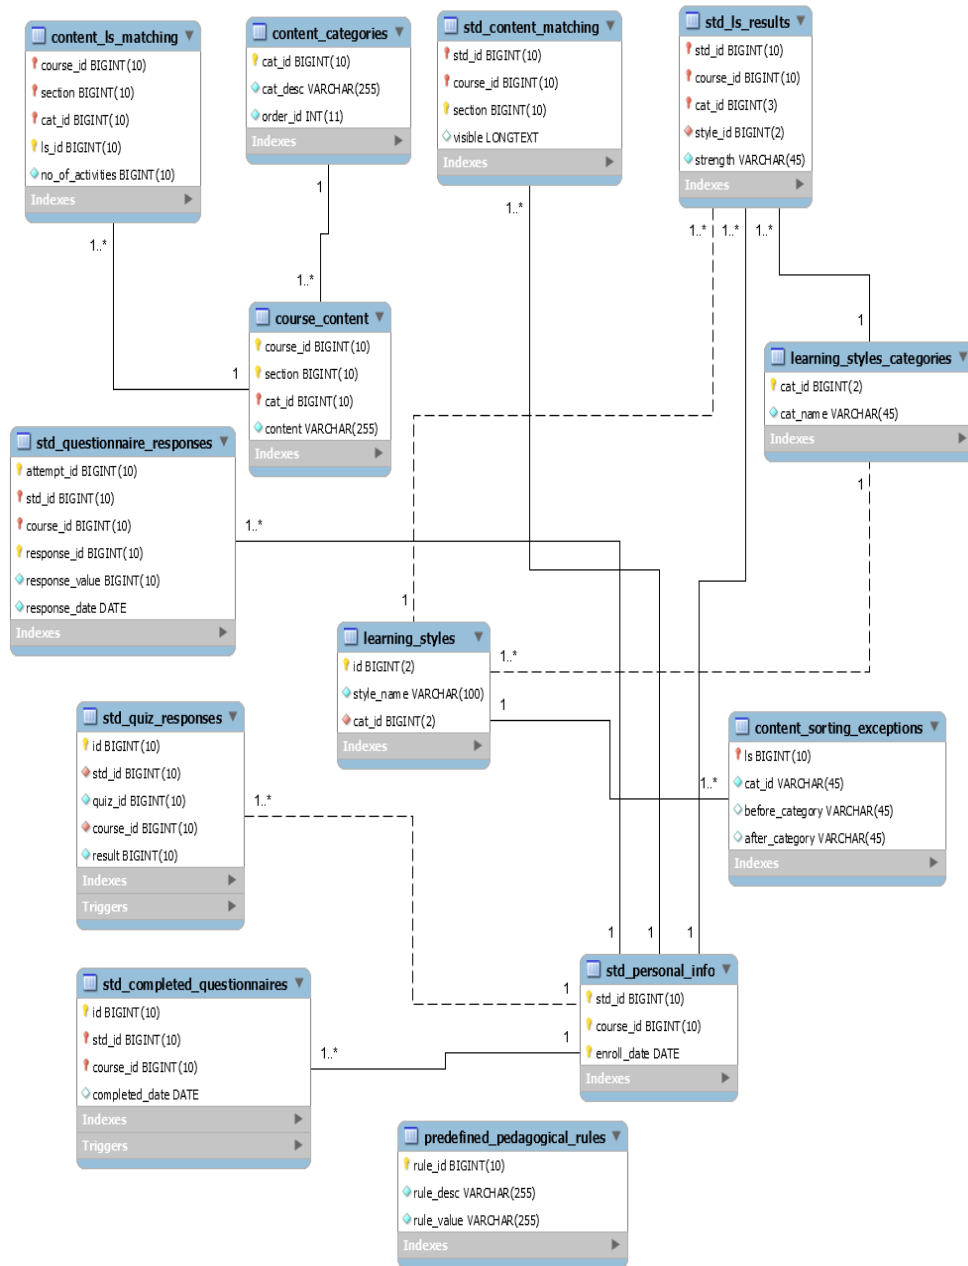 content_ls_matching
course_id BIGINT(10)
section BIGINT(10)
cat_id BIGINT(10)
ls_id BIGINT(10)
no_of_activities BIGINT(10)
Indexes
content_categories
cat_id BIGINT(10)
cat_desc VARCHAR(255)
order_id INT(11)
Indexes
std_content_matching
std_id BIGINT(10)
course_id BIGINT(10)
section BIGINT(10)
visible LONGTEXT
Indexes
std_ls_results
std_id BIGINT(10)
course_id BIGINT(10)
cat_id BIGINT(3)
style_id BIGINT(2)
strength VARCHAR(45)
Indexes
1..*
1
1..*
1..*
1..*
1..*
1..*
1
1
course_content
course_id BIGINT(10)
section BIGINT(10)
cat_id BIGINT(10)
content VARCHAR(255)
Indexes
learning_styles_categories
cat_id BIGINT(2)
cat_name VARCHAR(45)
Indexes
1
std_questionnaire_responses
attempt_id BIGINT(10)
std_id BIGINT(10)
course_id BIGINT(10)
response_id BIGINT(10)
response_value BIGINT(10)
response_date DATE
Indexes
1..*
1
learning_styles
id BIGINT(2)
style_name VARCHAR(100)
cat_id BIGINT(2)
Indexes
1..*
1
std_quiz_responses
id BIGINT(10)
std_id BIGINT(10)
quiz_id BIGINT(10)
course_id BIGINT(10)
result BIGINT(10)
Indexes
Triggers
1..*
1..*
content_sorting_exceptions
ls BIGINT(10)
cat_id VARCHAR(45)
before_category VARCHAR(45)
after_category VARCHAR(45)
Indexes
1
1
1
std_personal_info
std_id BIGINT(10)
course_id BIGINT(10)
enroll_date DATE
Indexes
1
1
1..*
std_completed_questionnaires
id BIGINT(10)
std_id BIGINT(10)
course_id BIGINT(10)
completed_date DATE
Indexes
Triggers
predefined_pedagogical_rules
rule_id BIGINT(10)
rule_desc VARCHAR(255)
rule_value VARCHAR(255)
Indexes